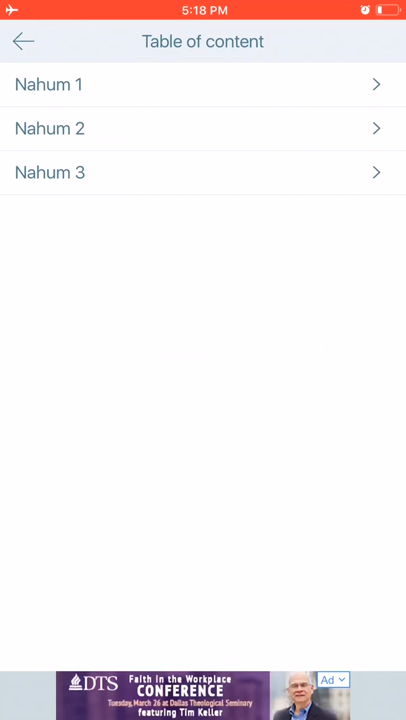 5:18 PM
Table of content
Nahum 1
Nahum 2
Nahum 3
DTS
Faith in the Workplace
CONFERENCE
Tuesday, March 26 at Dallas Theological Seminary
featuring Tim Keller
Ad